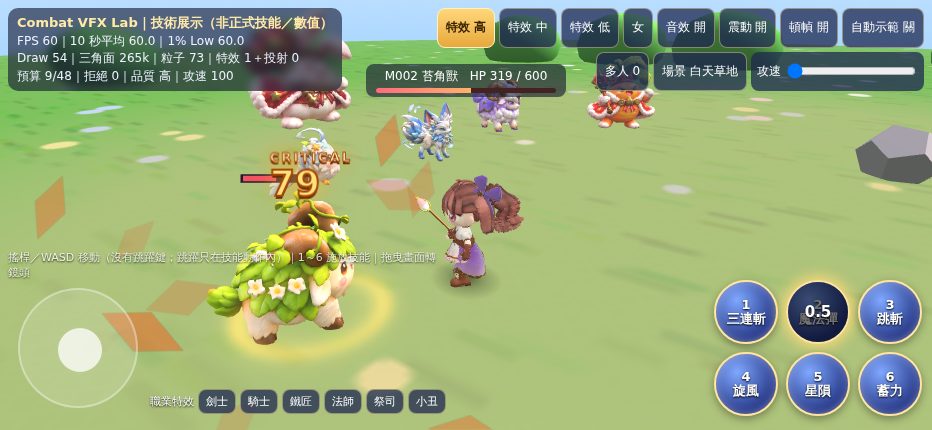 Combat VFX Lab｜技術展示（非正式技能／數值）
FPS 60｜10 秒平均 60.0｜1% Low 60.0
Draw 54｜三角面 265k｜粒子 73｜特效 1＋投射 0
預算 9/48｜拒絕 0｜品質 高｜攻速 100
特效 高
特效 中
特效 低
女
音效 開
震動 開
頓幀 開
自動示範 關
M002 苔角獸 HP 319 / 600
多人 0
場景 白天草地
攻速
CRITICAL
79
搖桿／WASD 移動（沒有跳躍鍵；跳躍只在技能動作內）｜1～6 施放技能｜拖曳畫面轉
鏡頭
1
三連斬
2
魔法彈
0.5
3
跳斬
4
旋風
5
星隕
6
蓄力
職業特效
劍士
騎士
鐵匠
法師
祭司
小丑